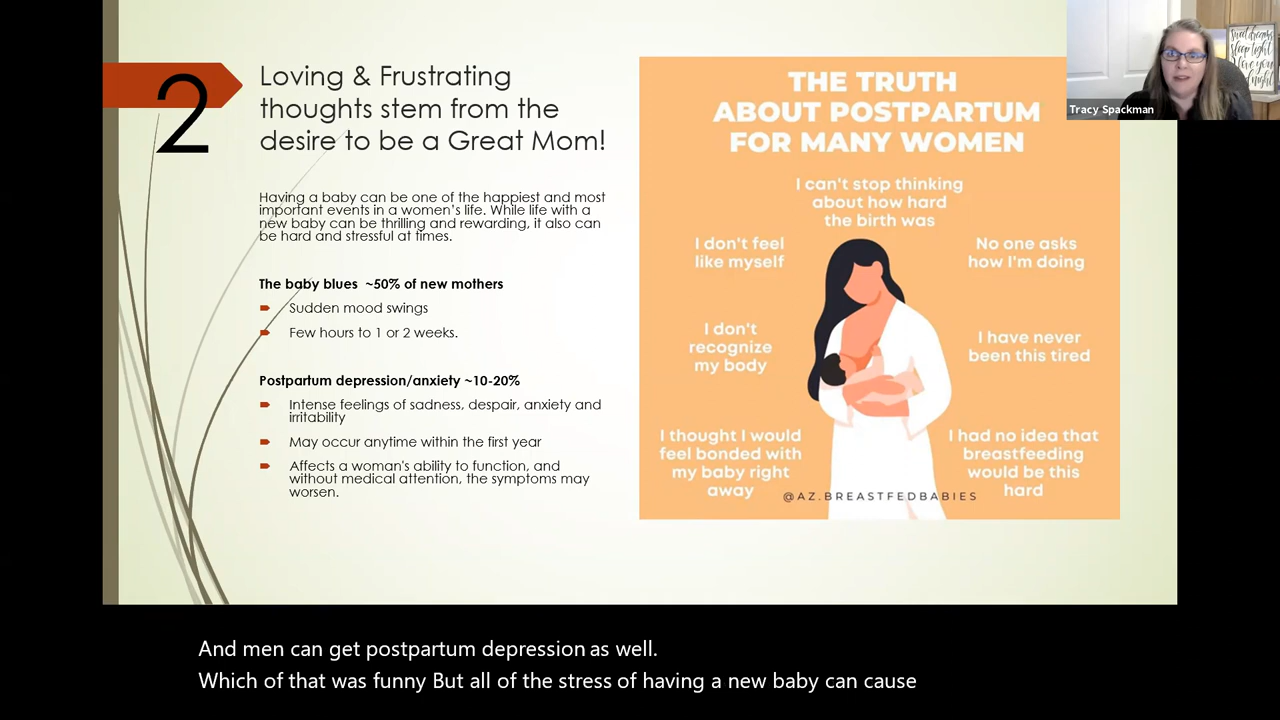 2
Loving & Frustrating
thoughts stem from the
desire to be a Great Mom!
Having a baby can be one of the happiest and most
important events in a women's life. While life with a
new baby can be thrilling and rewarding, it also can
be hard and stressful at times.
The baby blues ~50% of new mothers
Sudden mood swings
Few hours to 1 or 2 weeks.
Postpartum depression/anxiety ~10-20%
Intense feelings of sadness, despair, anxiety and
irritability
May occur anytime within the first year
Affects a woman's ability to function, and
without medical attention, the symptoms may
worsen.
THE TRUTH
ABOUT POSTPARTUM
FOR MANY WOMEN
I can't stop thinking
about how hard
the birth was
I don't feel
like myself
No one asks
how I'm doing
I don't
recognize
my body
I have never
been this tired
I thought I would
feel bonded with
my baby right
away
I had no idea that
breastfeeding
would be this
hard
@AZ.BREASTFEDBABIES
Tracy Spackman
sweet dreams
sleep tight
And men can get postpartum depression as well.
Which of that was funny But all of the stress of having a new baby can cause